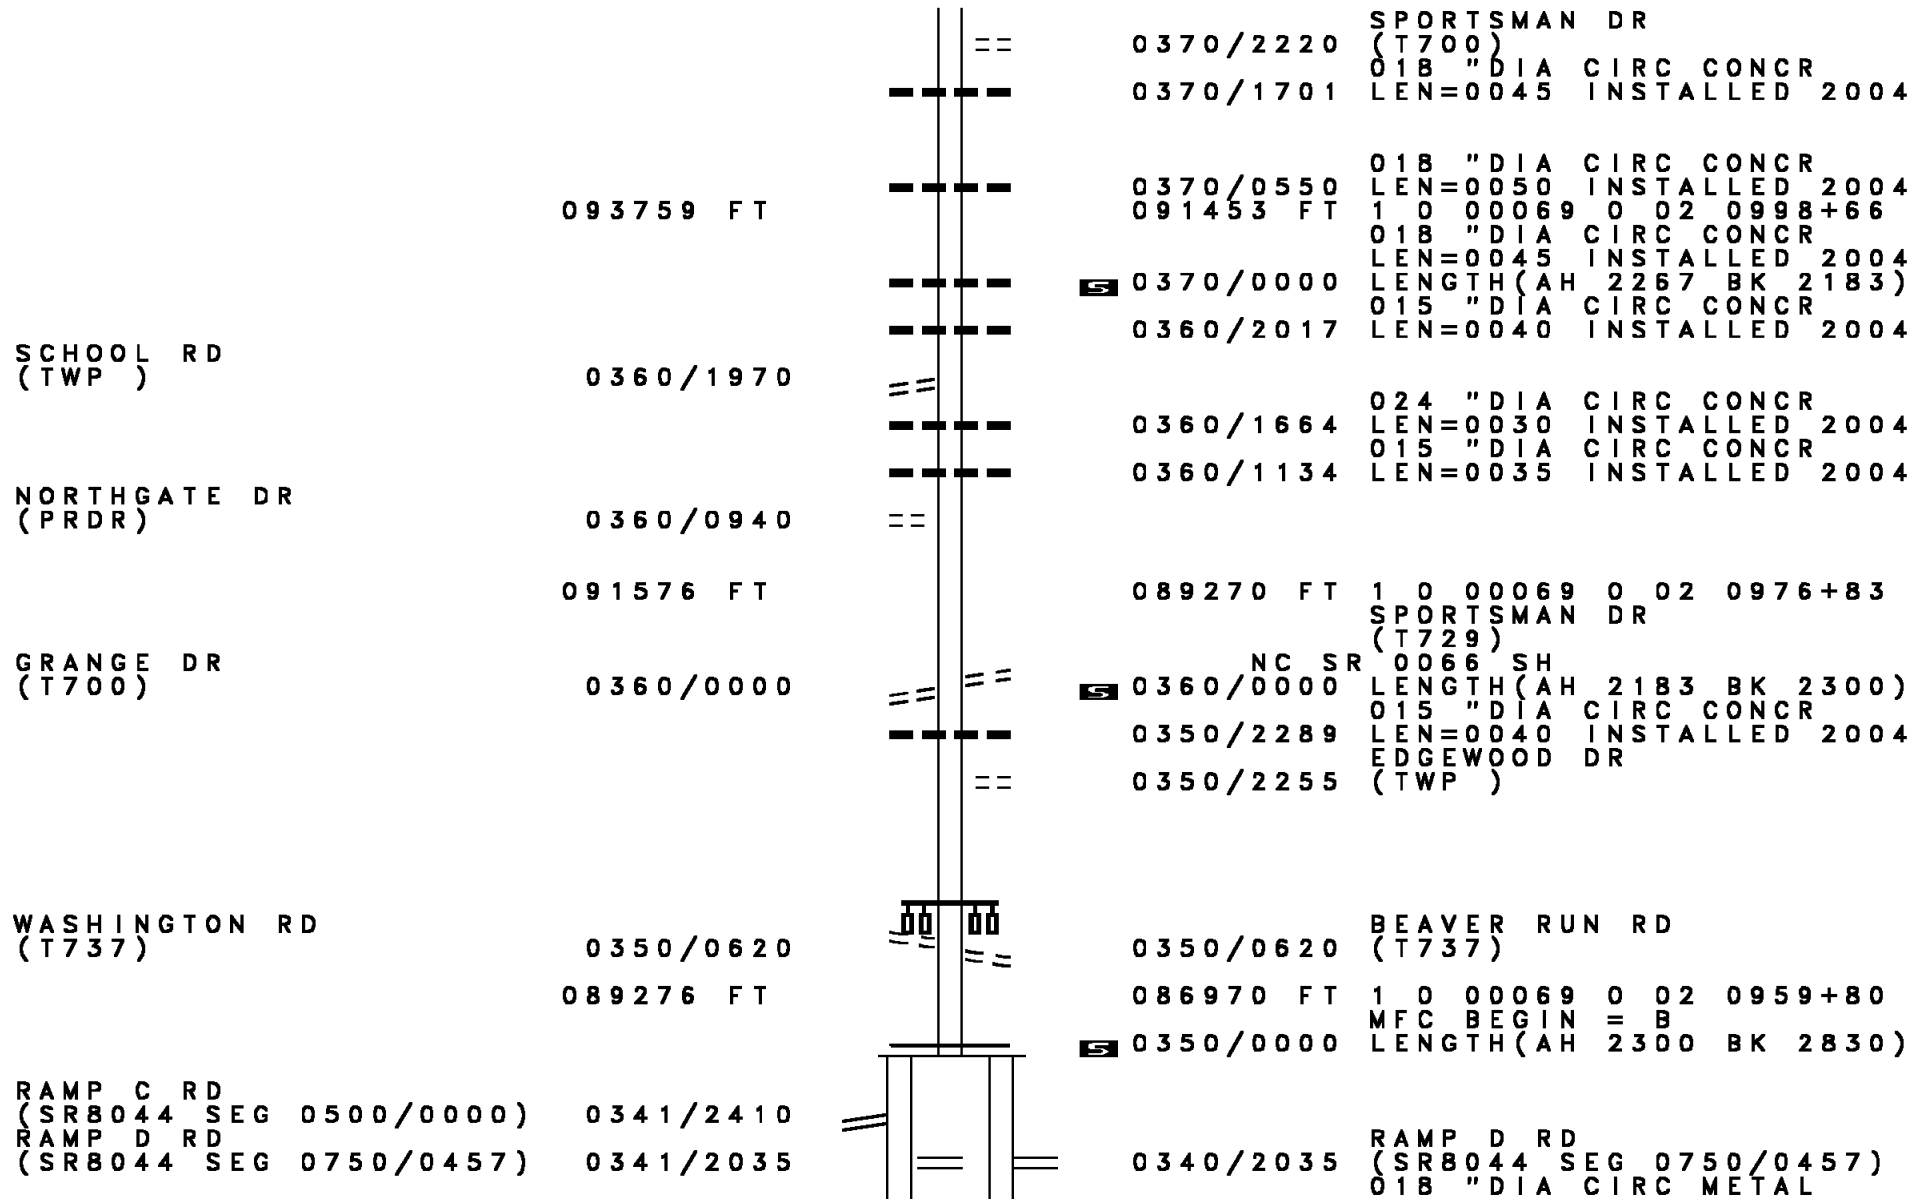 SPORTSMAN DR
0370/2220 (T700)
018 "DIA CIRC CONCR
0370/1701 LEN=0045 INSTALLED 2004
018 "DIA CIRC CONCR
0370/0550 LEN=0050 INSTALLED 2004
093759 FT 091453 FT 1 0 00069 0 02 0998+66
018 "DIA CIRC CONCR
LEN=0045 INSTALLED 2004
S 0370/0000 LENGTH(AH 2267 BK 2183)
015 "DIA CIRC CONCR
0360/2017 LEN=0040 INSTALLED 2004
SCHOOL RD
(TWP ) 0360/1970
024 "DIA CIRC CONCR
0360/1664 LEN=0030 INSTALLED 2004
015 "DIA CIRC CONCR
0360/1134 LEN=0035 INSTALLED 2004
NORTHGATE DR
(PRDR) 0360/0940
091576 FT 089270 FT 1 0 00069 0 02 0976+83
SPORTSMAN DR
(T729)
GRANGE DR NC SR 0066 SH
(T700) 0360/0000 S 0360/0000 LENGTH(AH 2183 BK 2300)
015 "DIA CIRC CONCR
0350/2289 LEN=0040 INSTALLED 2004
EDGEWOOD DR
0350/2255 (TWP )
WASHINGTON RD BEAVER RUN RD
(T737) 0350/0620 0350/0620 (T737)
089276 FT 086970 FT 1 0 00069 0 02 0959+80
MFC BEGIN = B
S 0350/0000 LENGTH(AH 2300 BK 2830)
RAMP C RD
(SR8044 SEG 0500/0000) 0341/2410
RAMP D RD RAMP D RD
(SR8044 SEG 0750/0457) 0341/2035 0340/2035 (SR8044 SEG 0750/0457)
018 "DIA CIRC METAL